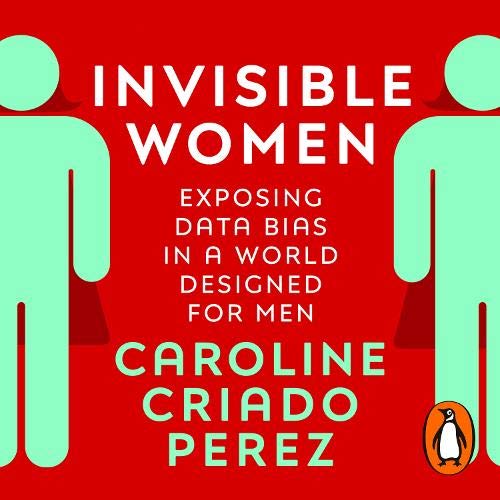 INVISIBLE
WOMEN
EXPOSING
DATA BIAS
IN A WORLD
DESIGNED
FOR MEN
CAROLINE
CRIADO
PEREZ